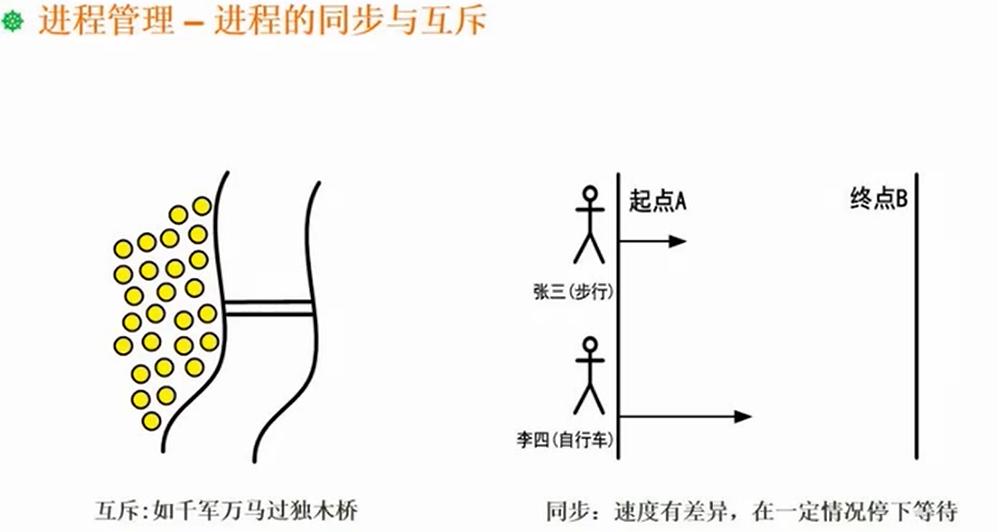 进程管理 – 进程的同步与互斥
起点A
终点B
张三(步行)
李四(自行车)
互斥:如千军万马过独木桥
同步：速度有差异，在一定情况停下等待